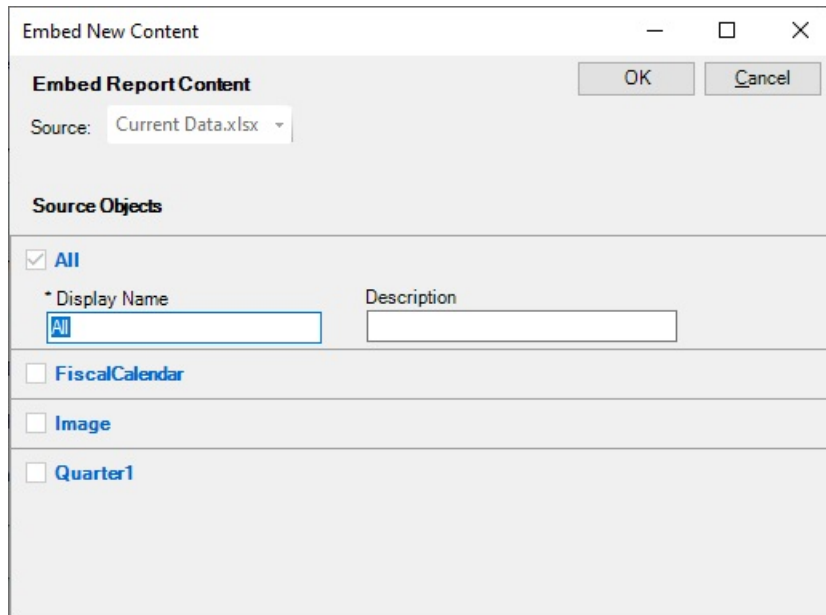 Embed New Content
Embed Report Content
OK
Cancel
Source: Current Data.xlsx
Source Objects
All
* Display Name
Description
All
FiscalCalendar
Image
Quarter1